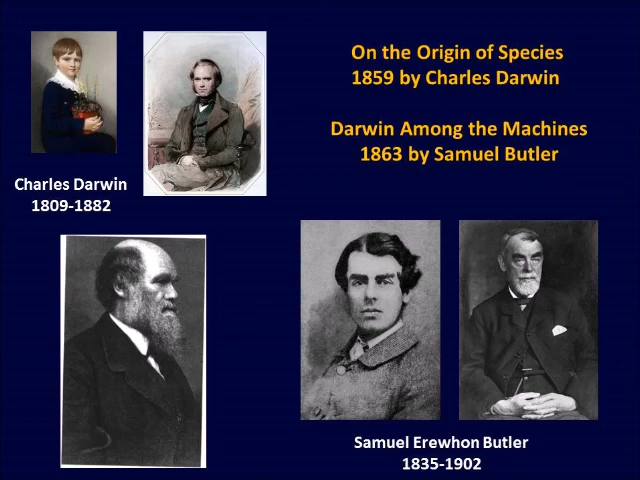 On the Origin of Species
1859 by Charles Darwin
Darwin Among the Machines
1863 by Samuel Butler
Charles Darwin
1809-1882
Samuel Erewhon Butler
1835-1902